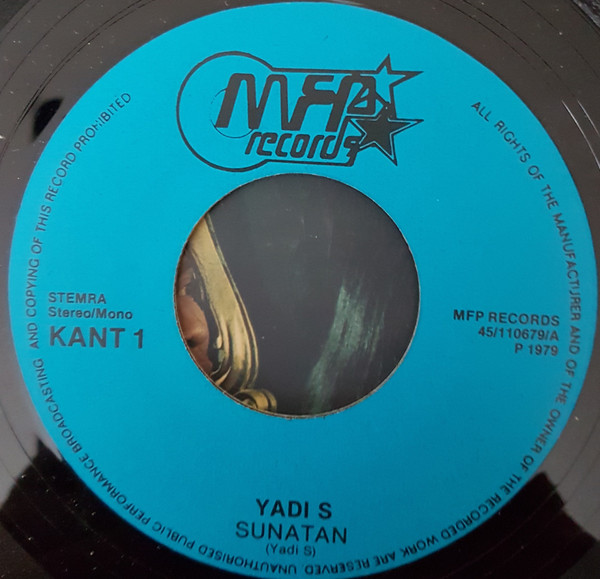 MFP
records
ALL RIGHTS OF THE MANUFACTURER AND OF THE OWNER OF THE RECORDED WORK ARE RESERVED. UNAUTHORISED PUBLIC PERFORMANCE BROADCASTING AND COPYING OF THIS RECORD PROHIBITED
STEMRA
Stereo/Mono
KANT 1
MFP RECORDS
45/110679/A
P 1979
YADI S
SUNATAN
(Yadi S)